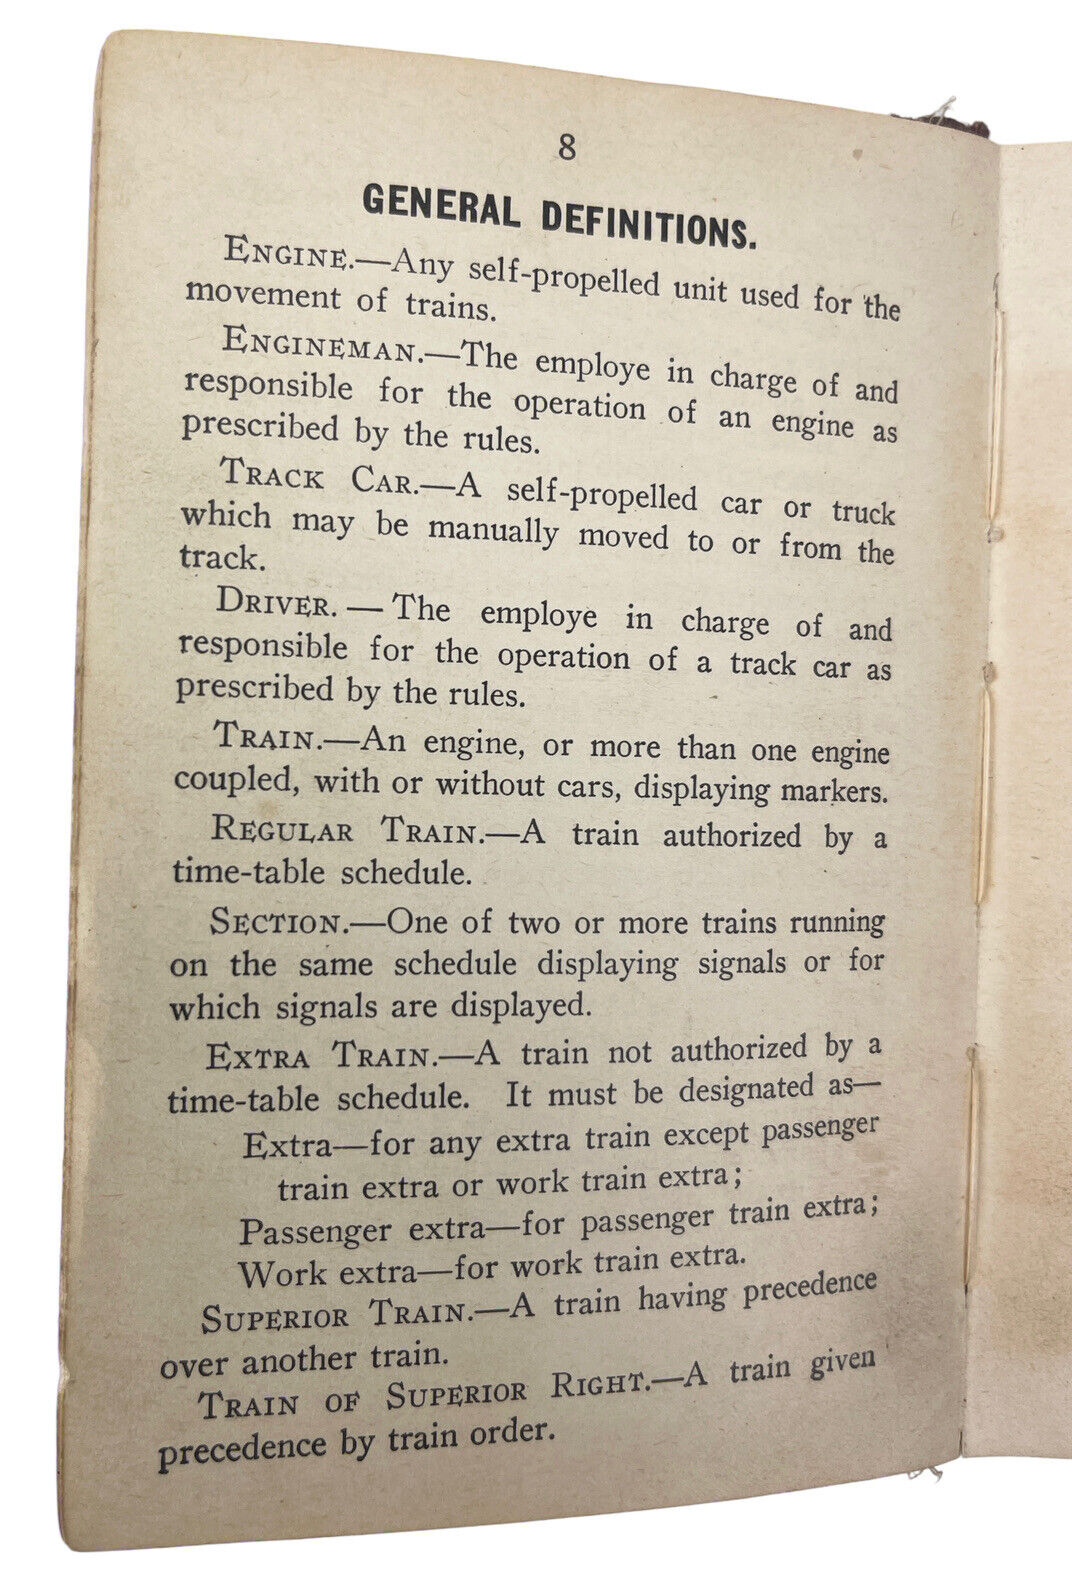 8
GENERAL DEFINITIONS.
ENGINE.—Any self-propelled unit used for the
movement of trains.
ENGINEMAN.—The employe in charge of and
responsible for the operation of an engine as
prescribed by the rules.
TRACK CAR.—A self-propelled car or truck
which may be manually moved to or from the
track.
DRIVER. — The employe in charge of and
responsible for the operation of a track car as
prescribed by the rules.
TRAIN.—An engine, or more than one engine
coupled, with or without cars, displaying markers.
REGULAR TRAIN.—A train authorized by a
time-table schedule.
SECTION.—One of two or more trains running
on the same schedule displaying signals or for
which signals are displayed.
EXTRA TRAIN.—A train not authorized by a
time-table schedule. It must be designated as—
Extra—for any extra train except passenger
train extra or work train extra;
Passenger extra—for passenger train extra;
Work extra—for work train extra.
SUPERIOR TRAIN.—A train having precedence
over another train.
TRAIN OF SUPERIOR RIGHT.—A train given
precedence by train order.